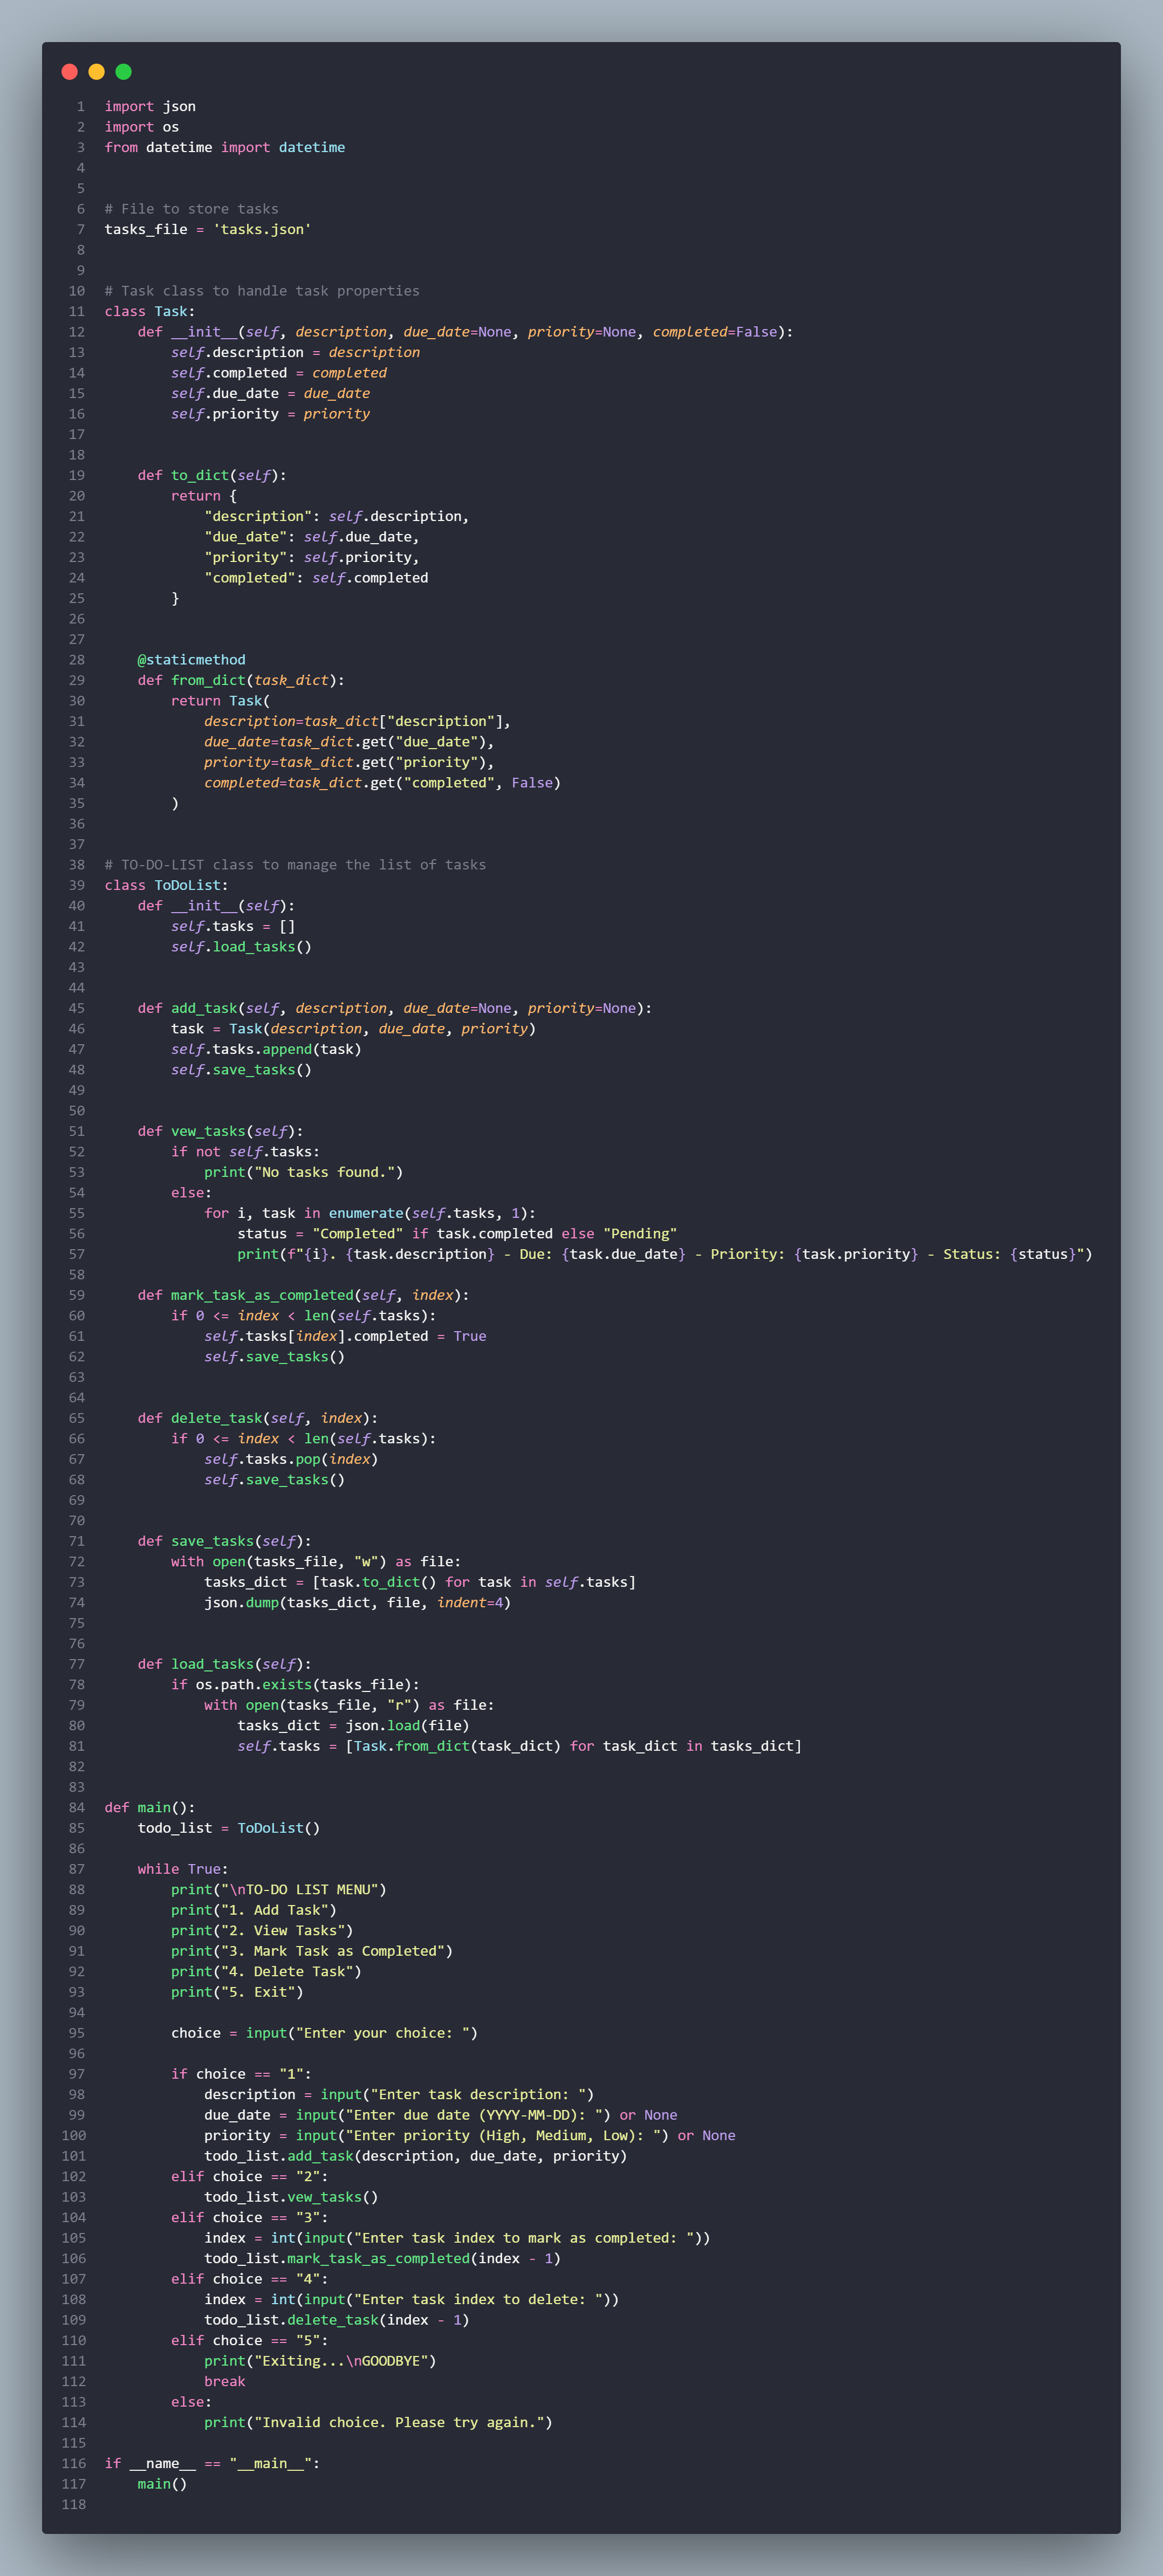 1 import json
2 import os
3 from datetime import datetime
4
5
6 # File to store tasks
7 tasks_file = 'tasks.json'
8
9
10 # Task class to handle task properties
11 class Task:
12     def __init__(self, description, due_date=None, priority=None, completed=False):
13         self.description = description
14         self.completed = completed
15         self.due_date = due_date
16         self.priority = priority
17
18
19     def to_dict(self):
20         return {
21             "description": self.description,
22             "due_date": self.due_date,
23             "priority": self.priority,
24             "completed": self.completed
25         }
26
27
28     @staticmethod
29     def from_dict(task_dict):
30         return Task(
31             description=task_dict["description"],
32             due_date=task_dict.get("due_date"),
33             priority=task_dict.get("priority"),
34             completed=task_dict.get("completed", False)
35         )
36
37
38 # TO-DO-LIST class to manage the list of tasks
39 class ToDoList:
40     def __init__(self):
41         self.tasks = []
42         self.load_tasks()
43
44
45     def add_task(self, description, due_date=None, priority=None):
46         task = Task(description, due_date, priority)
47         self.tasks.append(task)
48         self.save_tasks()
49
50
51     def vew_tasks(self):
52         if not self.tasks:
53             print("No tasks found.")
54         else:
55             for i, task in enumerate(self.tasks, 1):
56                 status = "Completed" if task.completed else "Pending"
57                 print(f"{i}. {task.description} - Due: {task.due_date} - Priority: {task.priority} - Status: {status}")
58
59     def mark_task_as_completed(self, index):
60         if 0 <= index < len(self.tasks):
61             self.tasks[index].completed = True
62             self.save_tasks()
63
64
65     def delete_task(self, index):
66         if 0 <= index < len(self.tasks):
67             self.tasks.pop(index)
68             self.save_tasks()
69
70
71     def save_tasks(self):
72         with open(tasks_file, "w") as file:
73             tasks_dict = [task.to_dict() for task in self.tasks]
74             json.dump(tasks_dict, file, indent=4)
75
76
77     def load_tasks(self):
78         if os.path.exists(tasks_file):
79             with open(tasks_file, "r") as file:
80                 tasks_dict = json.load(file)
81                 self.tasks = [Task.from_dict(task_dict) for task_dict in tasks_dict]
82
83
84 def main():
85     todo_list = ToDoList()
86
87     while True:
88         print("\nTO-DO LIST MENU")
89         print("1. Add Task")
90         print("2. View Tasks")
91         print("3. Mark Task as Completed")
92         print("4. Delete Task")
93         print("5. Exit")
94
95         choice = input("Enter your choice: ")
96
97         if choice == "1":
98             description = input("Enter task description: ")
99             due_date = input("Enter due date (YYYY-MM-DD): ") or None
100             priority = input("Enter priority (High, Medium, Low): ") or None
101             todo_list.add_task(description, due_date, priority)
102         elif choice == "2":
103             todo_list.vew_tasks()
104         elif choice == "3":
105             index = int(input("Enter task index to mark as completed: "))
106             todo_list.mark_task_as_completed(index - 1)
107         elif choice == "4":
108             index = int(input("Enter task index to delete: "))
109             todo_list.delete_task(index - 1)
110         elif choice == "5":
111             print("Exiting...\nGOODBYE")
112             break
113         else:
114             print("Invalid choice. Please try again.")
115
116 if __name__ == "__main__":
117     main()
118